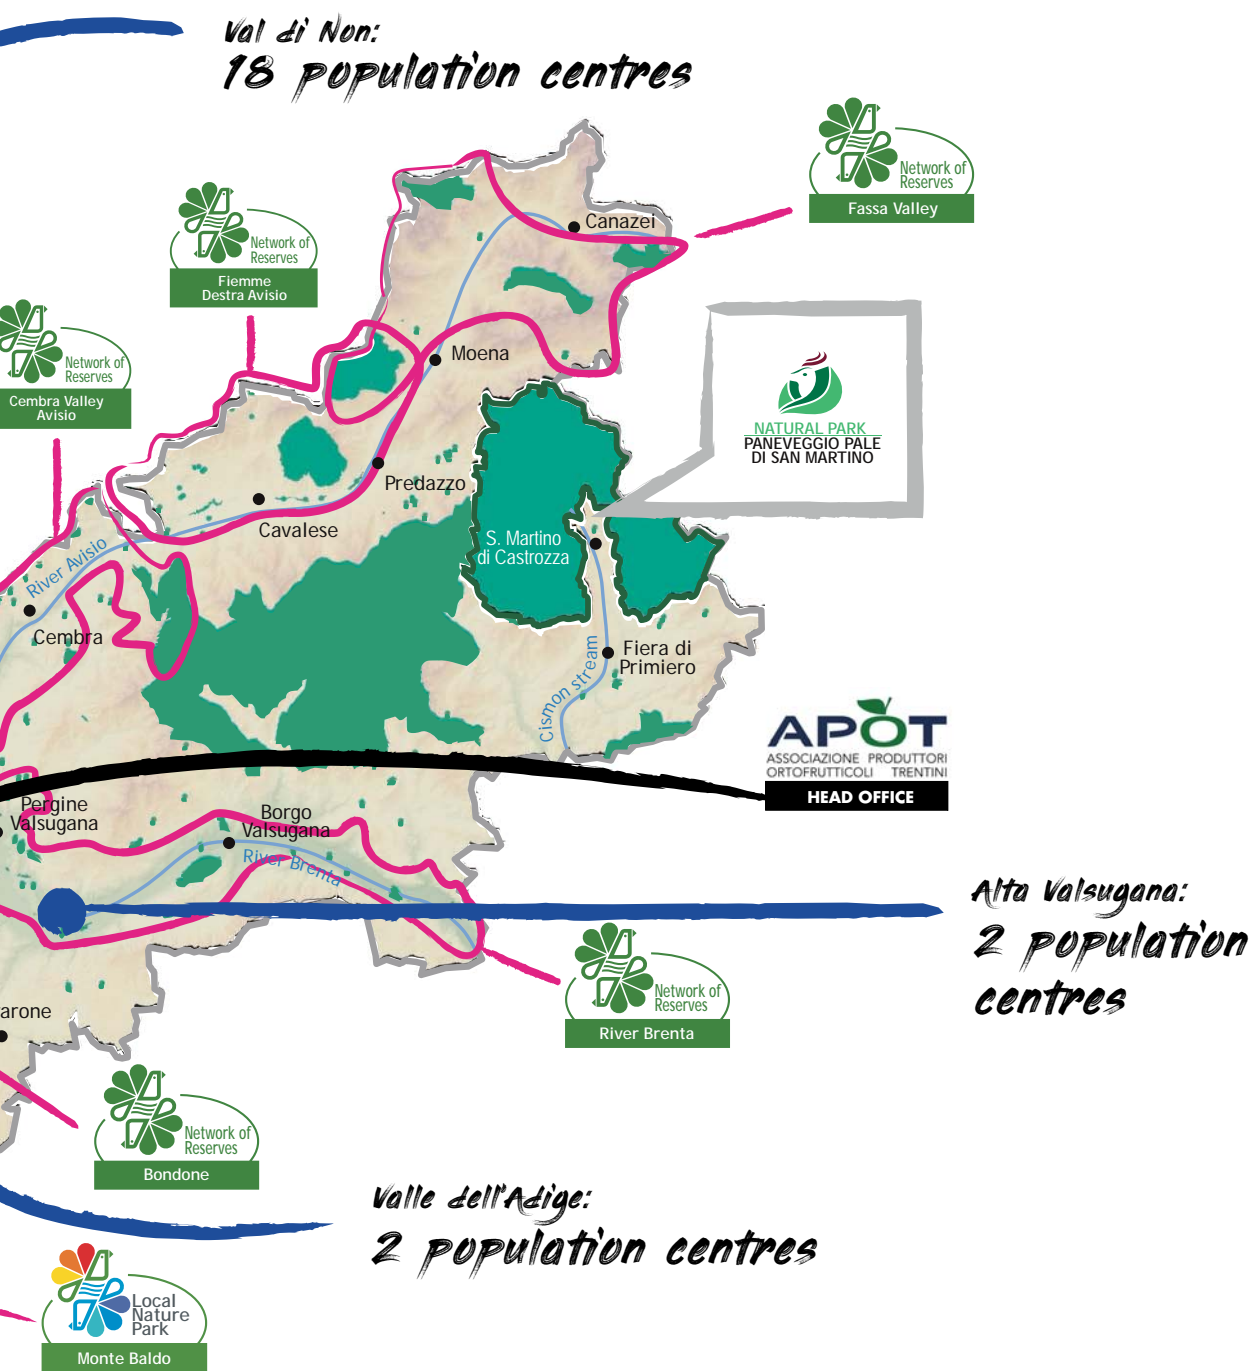 Val di Non:
18 population centres
Network of
Reserves
Fassa Valley
Network of
Reserves
Fiemme
Destra Avisio
Canazei
Network of
Reserves
Cembra Valley
Avisio
Moena
NATURAL PARK
PANEVEGGIO PALE
DI SAN MARTINO
Predazzo
Cavalese
S. Martino
di Castrozza
River Avisio
Cembra
Fiera di
Primiero
Cismon stream
APOT
ASSOCIAZIONE PRODUTTORI
ORTOFRUTTICOLI TRENTINI
HEAD OFFICE
Pergine
Valsugana
Borgo
Valsugana
River Brenta
Alta Valsugana:
2 population
centres
Network of
Reserves
River Brenta
arone
Network of
Reserves
Bondone
Valle dell'Adige:
2 population centres
Local
Nature
Park
Monte Baldo